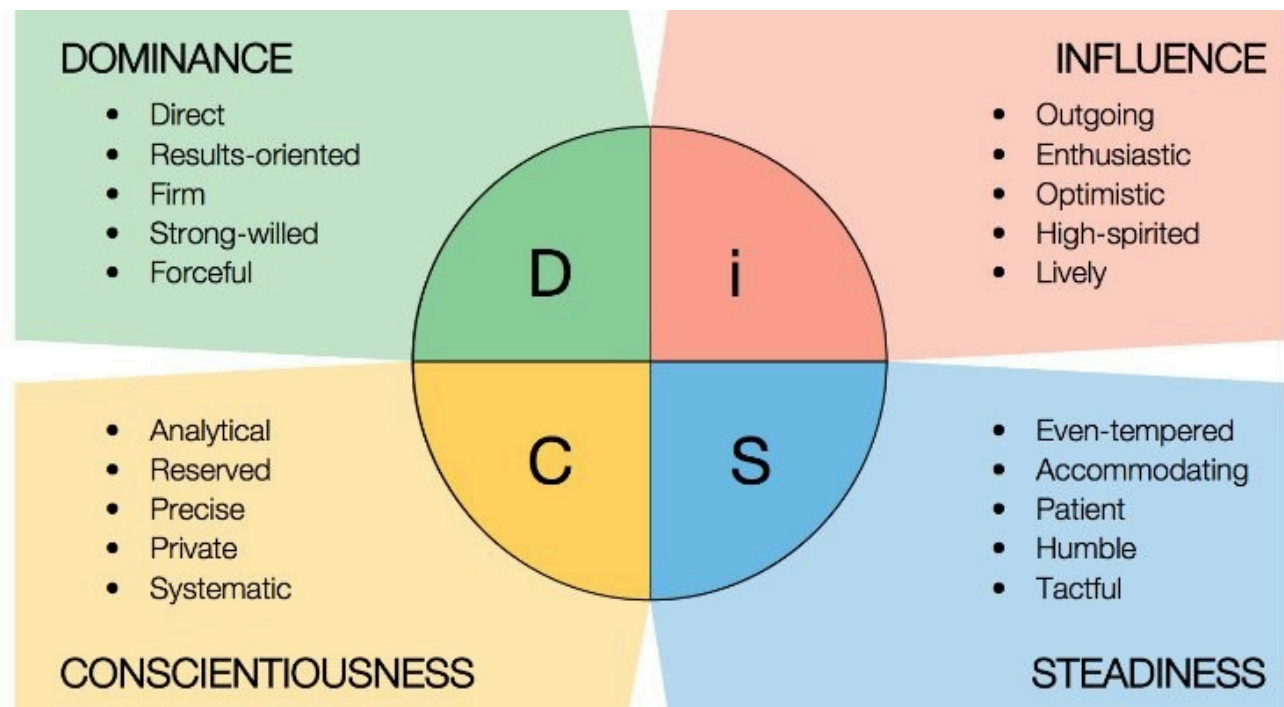 DOMINANCE
• Direct
• Results-oriented
• Firm
• Strong-willed
• Forceful
INFLUENCE
• Outgoing
• Enthusiastic
• Optimistic
• High-spirited
• Lively
D
i
C
S
• Analytical
• Reserved
• Precise
• Private
• Systematic
CONSCIENTIOUSNESS
• Even-tempered
• Accommodating
• Patient
• Humble
• Tactful
STEADINESS